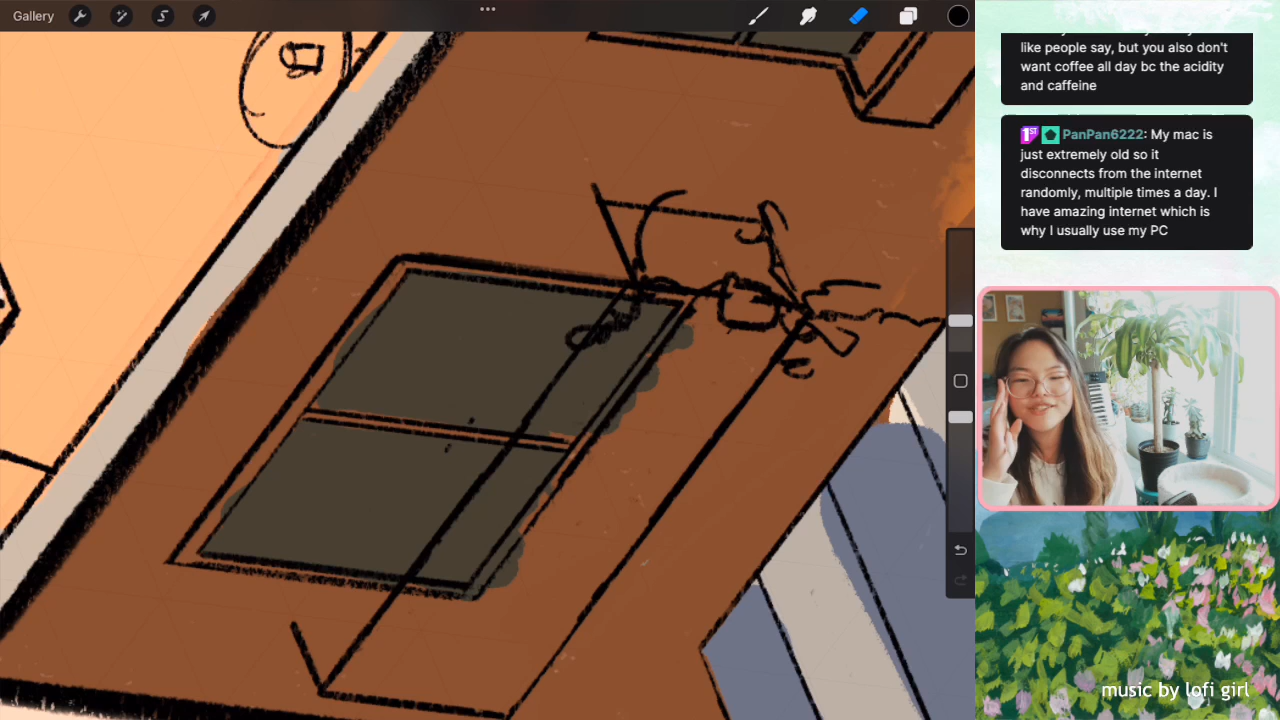 Gallery
like people say, but you also don't
want coffee all day bc the acidity
and caffeine
1ST PanPan6222: My mac is
just extremely old so it
disconnects from the internet
randomly, multiple times a day. I
have amazing internet which is
why I usually use my PC
music by lofi girl